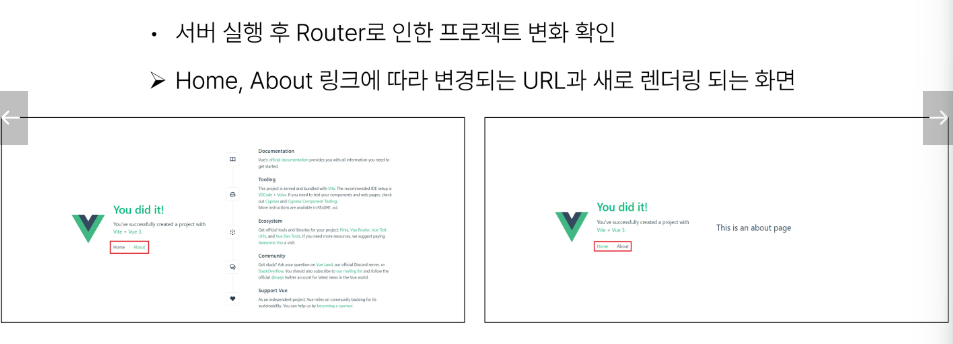 • 서버 실행 후 Router로 인한 프로젝트 변화 확인
➢ Home, About 링크에 따라 변경되는 URL과 새로 렌더링 되는 화면
You did it!
You've successfully created a project with
Vite + Vue 3.
Home About
Documentation
Vue's official documentation provides you with all information you need to
get started.
Tooling
This project is served and bundled with Vite. The recommended IDE setup is
VSCode + Volar. If you need to test your components and web pages, check
out Cypress and Cypress Component Testing.
More instructions are available in README.md.
Ecosystem
Get official tools and libraries for your project: Pinia, Vue Router, Vue Test
Utils, and Vue Dev Tools. If you need more resources, we suggest paying
Awesome Vue a visit.
Community
Got stuck? Ask your question on Vue Land, our official Discord server, or
StackOverflow. You should also subscribe to our mailing list and follow the
official @vuejs twitter account for latest news in the Vue world.
Support Vue
As an independent project, Vue relies on community backing for its
sustainability. You can help us by becoming a sponsor.
You did it!
You've successfully created a project with
Vite + Vue 3.
Home About
This is an about page